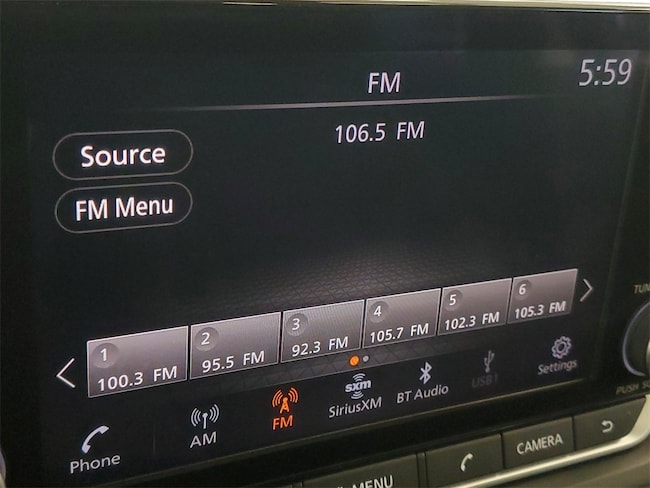 FM
5:59
106.5 FM
Source
FM Menu
1
100.3 FM
2
95.5 FM
3
92.3 FM
4
105.7 FM
5
102.3 FM
6
105.3 FM
Phone
AM
FM
sxm
SiriusXM
BT Audio
USB1
Settings
MENU
CAMERA
PUSH